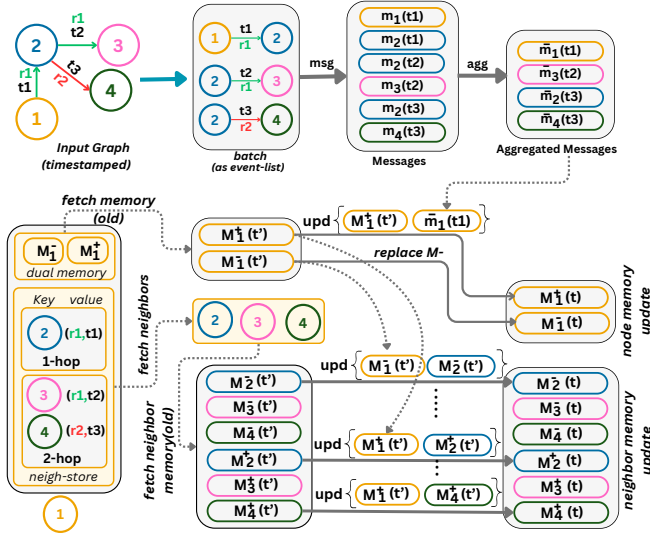 r1
t2
2
3
r1
t1
t3
r2
4
1
Input Graph
(timestamped)
1
t1
r1
2
2
t2
r1
3
2
t3
r2
4
batch
(as event-list)
msg
m₁(t1)
m₂(t1)
m₂(t2)
m₃(t2)
m₂(t3)
m₄(t3)
Messages
agg
m̄₁(t1)
m̄₃(t2)
m̄₂(t3)
m̄₄(t3)
Aggregated Messages
fetch memory
(old)
M₁⁻
M₁⁺
dual memory
Key value
2 (r1,t1)
1-hop
3 (r1,t2)
4 (r2,t3)
2-hop
neigh-store
1
fetch neighbors
M₁⁺(t')
M₁⁻(t')
upd { M₁⁺(t') m̄₁(t1) }
replace M-
M₁⁺(t)
M₁⁻(t)
node memory
update
2 3 4
fetch neighbor
memory(old)
M₂⁻(t')
M₃⁻(t')
M₄⁻(t')
M₂⁺(t')
M₃⁺(t')
M₄⁺(t')
upd { M₁⁻(t') M₂⁻(t') }
upd { M₁⁺(t') M₂⁺(t') }
upd { M₁⁺(t') M₄⁺(t') }
M₂⁻(t)
M₃⁻(t)
M₄⁻(t)
M₂⁺(t)
M₃⁺(t)
M₄⁺(t)
neighbor memory
update